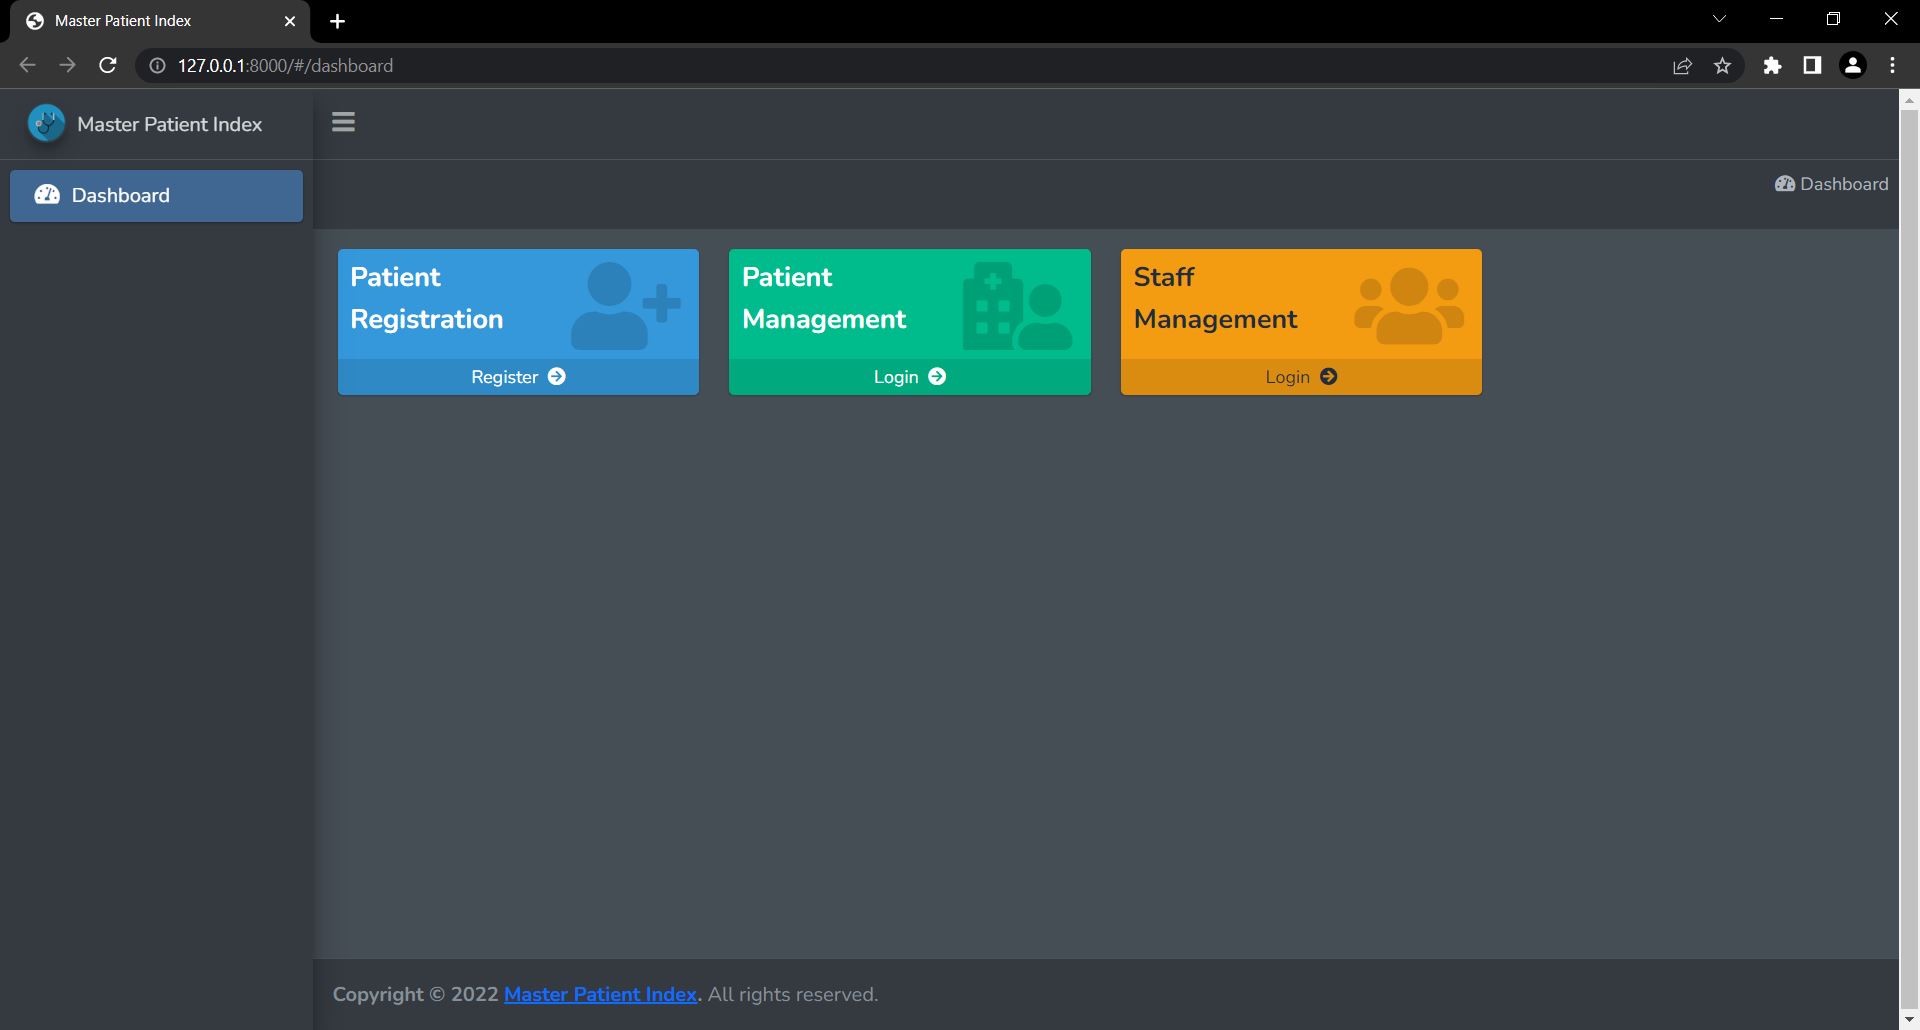 Master Patient Index
127.0.0.1:8000/#/dashboard
Master Patient Index
Dashboard
Dashboard
Patient
Registration
Register
Patient
Management
Login
Staff
Management
Login
Copyright © 2022 Master Patient Index. All rights reserved.